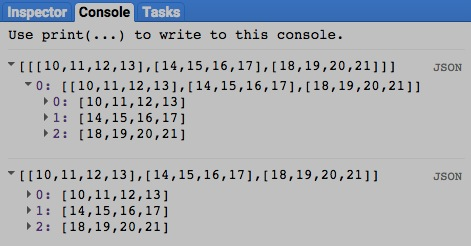 Inspector Console Tasks
Use print(...) to write to this console.
[[[10,11,12,13],[14,15,16,17],[18,19,20,21]]] JSON
0: [[10,11,12,13],[14,15,16,17],[18,19,20,21]]
0: [10,11,12,13]
1: [14,15,16,17]
2: [18,19,20,21]
[[10,11,12,13],[14,15,16,17],[18,19,20,21]] JSON
0: [10,11,12,13]
1: [14,15,16,17]
2: [18,19,20,21]